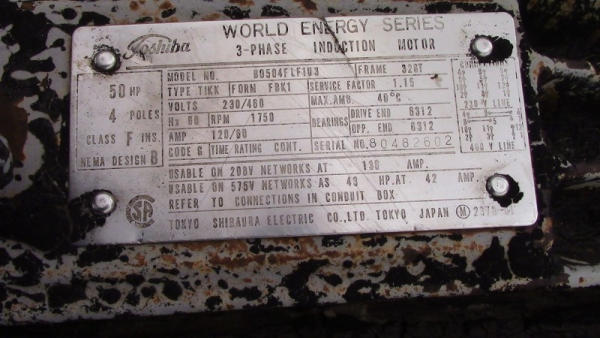 WORLD ENERGY SERIES
Toshiba 3-PHASE INDUCTION MOTOR
50 HP
4 POLES
CLASS F INS
NEMA DESIGN B
MODEL NO. B0504FLF1U3 FRAME 326T
TYPE TIKK FORM FBK1 SERVICE FACTOR 1.15
VOLTS 230/460 MAX.AMB. 40°C
Hz 60 RPM 1750 BEARINGS DRIVE END 6312
AMP 120/60 OPP. END 6312
CODE G TIME RATING CONT. SERIAL NO. 80482602
230 V LINE
460 V LINE
USABLE ON 208V NETWORKS AT 130 AMP.
USABLE ON 575V NETWORKS AS 43 HP.AT 42 AMP.
REFER TO CONNECTIONS IN CONDUIT BOX
TOKYO SHIBAURA ELECTRIC CO.,LTD. TOKYO, JAPAN M